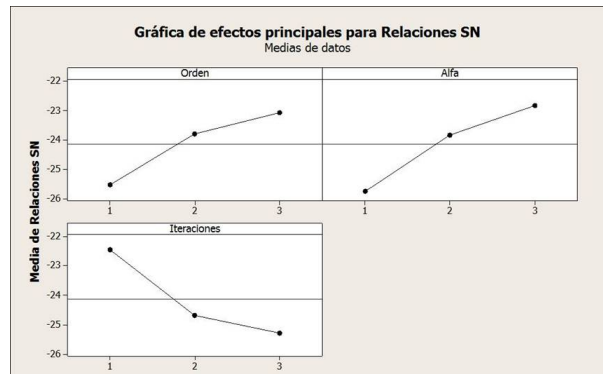 Gráfica de efectos principales para Relaciones SN
Medias de datos
Media de Relaciones SN
Orden
Alfa
-22
-23
-24
-25
-26
1 2 3 1 2 3
Iteraciones
-22
-23
-24
-25
-26
1 2 3